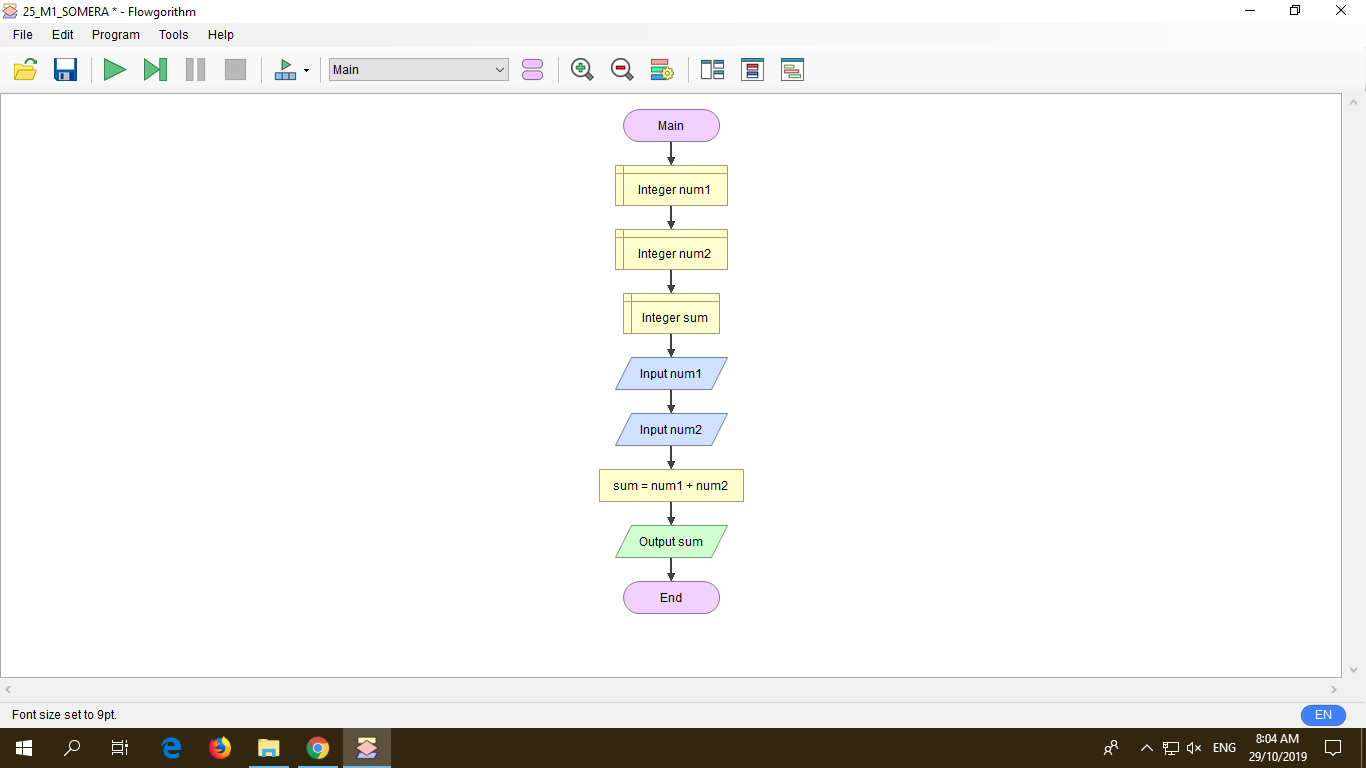 25_M1_SOMERA * - Flowgorithm
File Edit Program Tools Help
Main
Main
Integer num1
Integer num2
Integer sum
Input num1
Input num2
sum = num1 + num2
Output sum
End
Font size set to 9pt.
EN
ENG
8:04 AM
29/10/2019